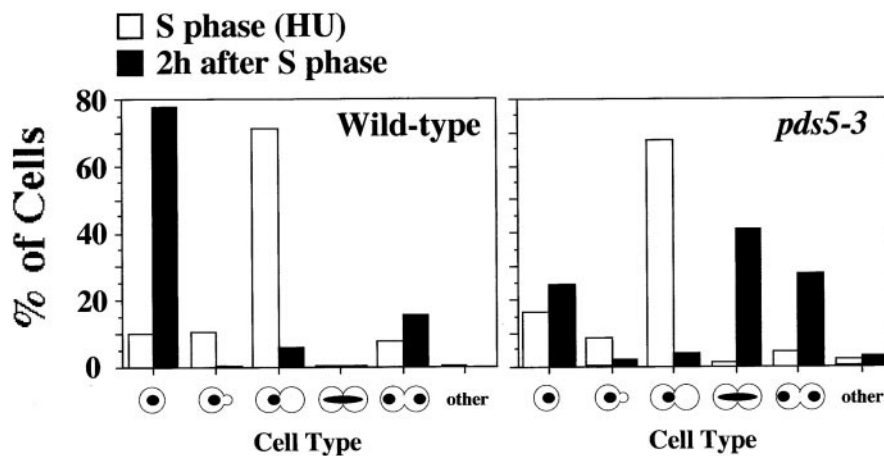 S phase (HU)
2h after S phase
% of Cells
80
60
40
20
0
Wild-type
pds5-3
other
other
Cell Type
Cell Type